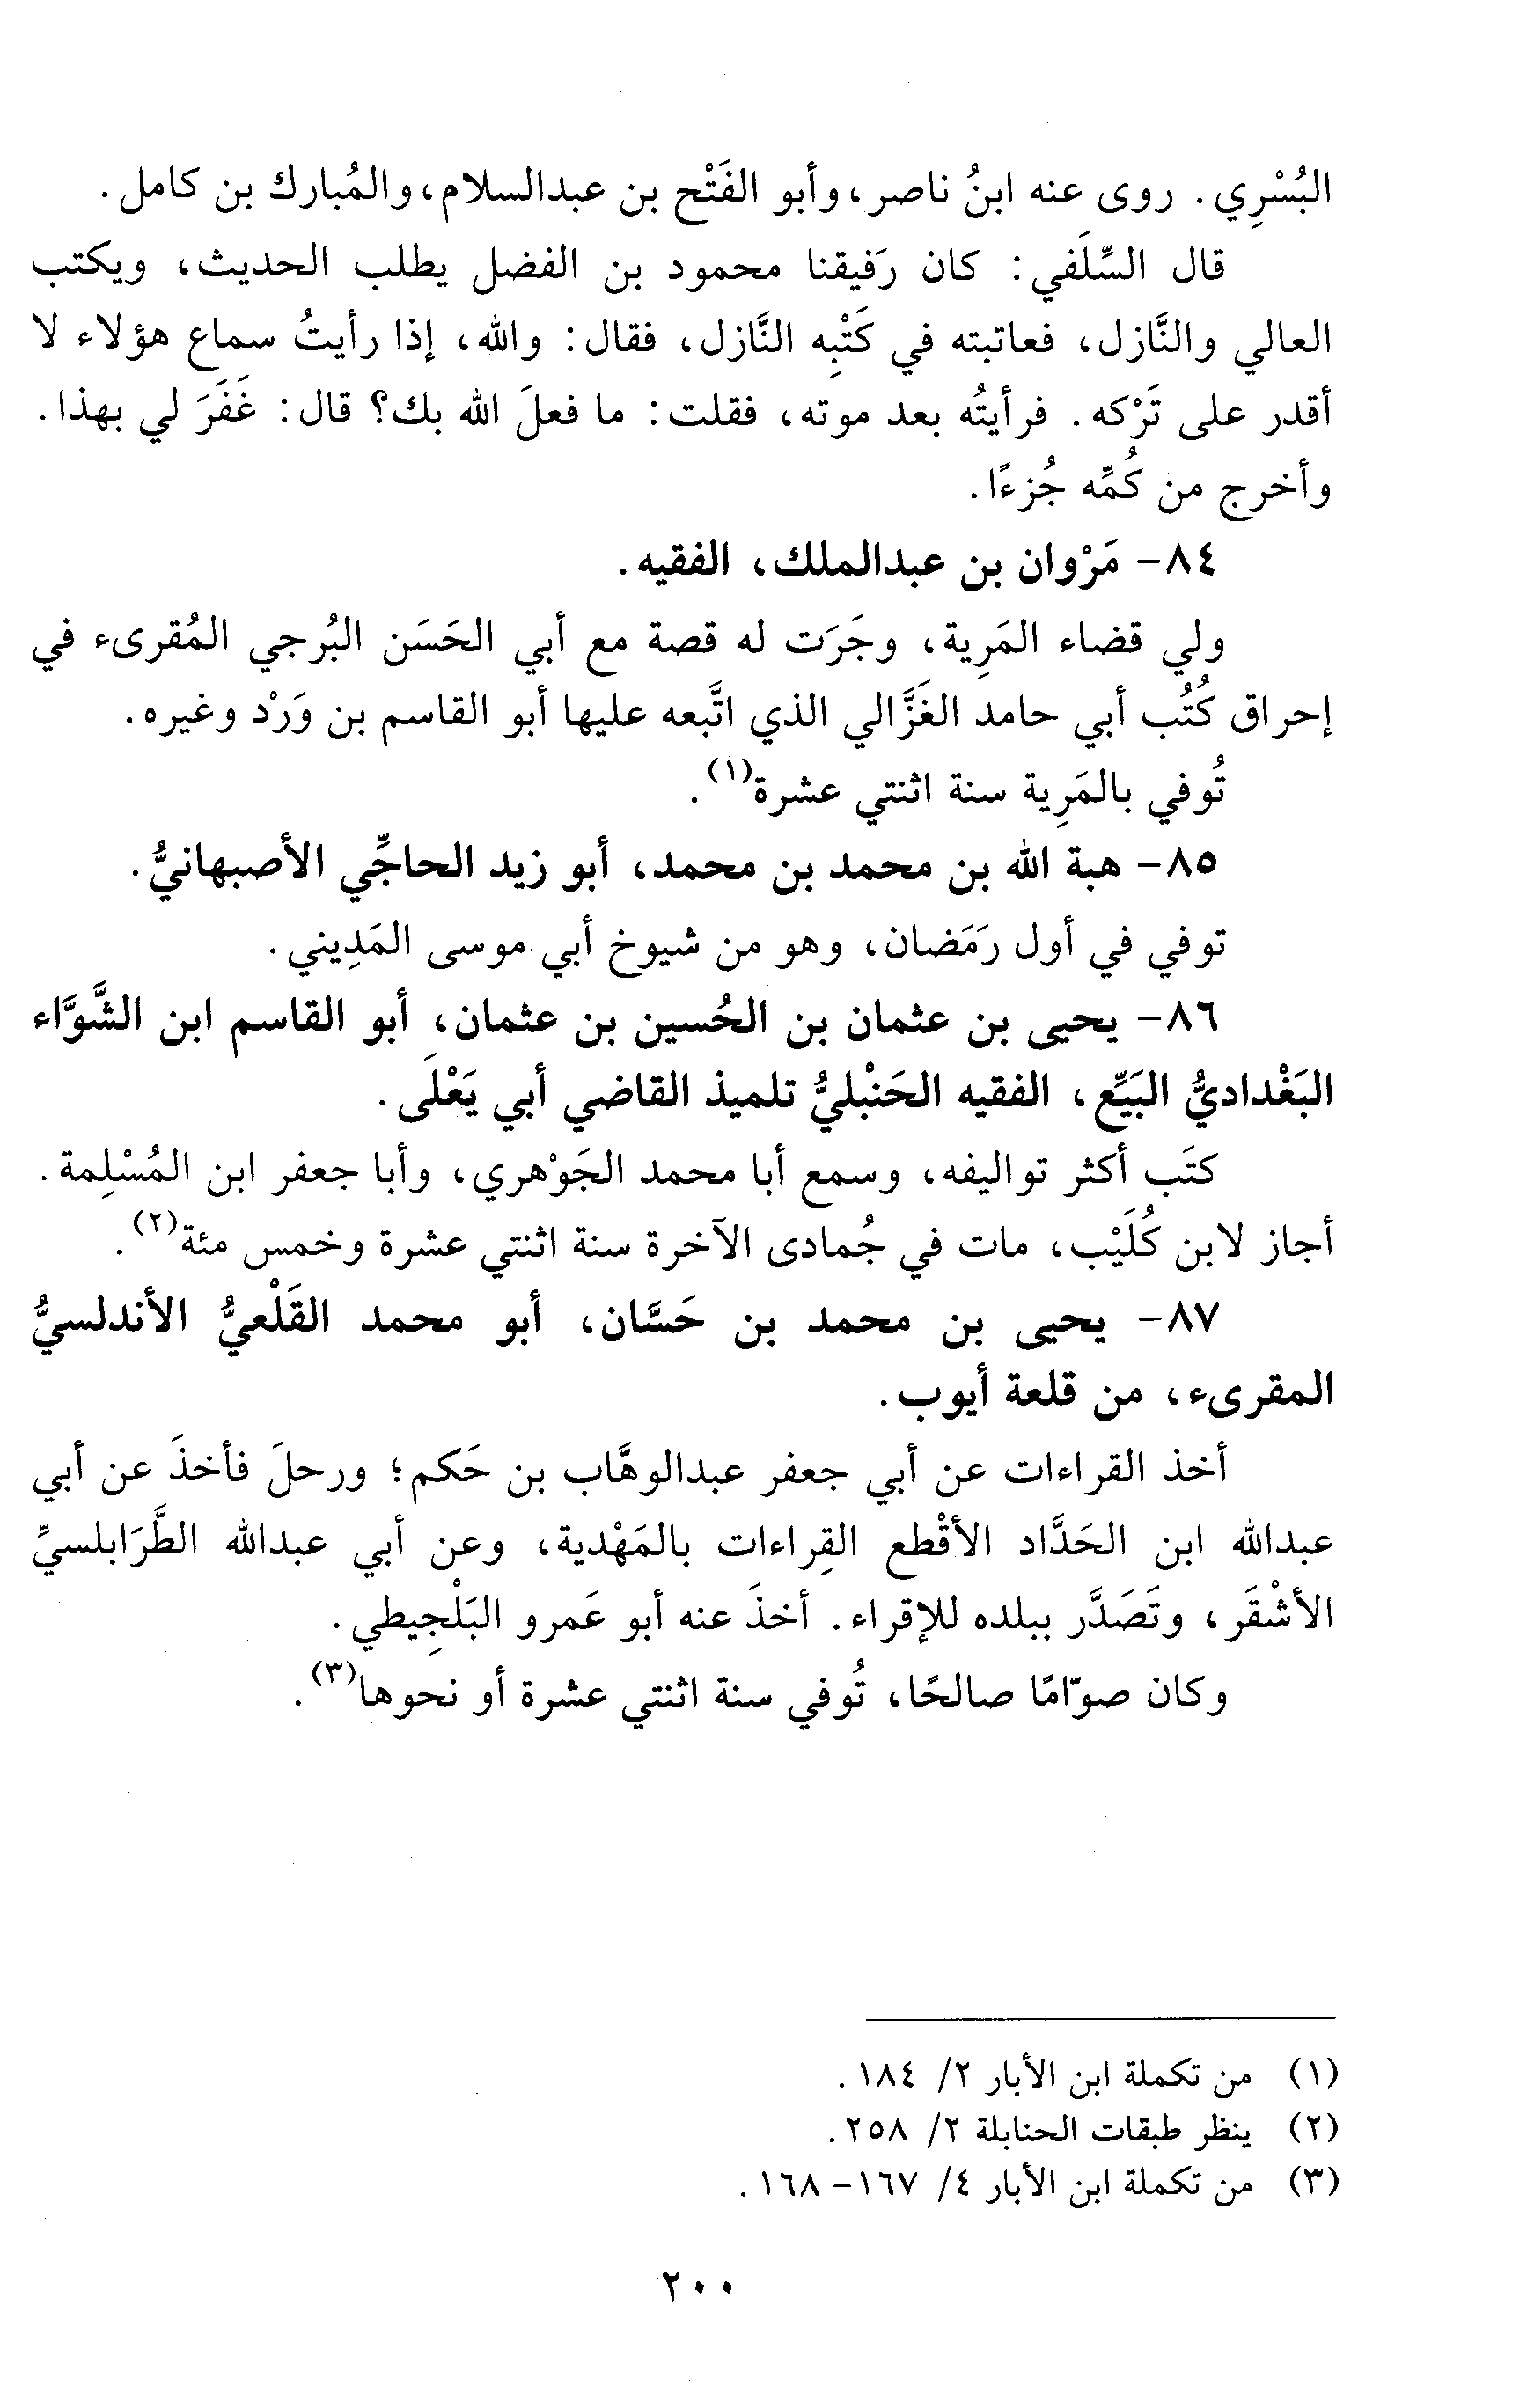 البُسْرِي. روى عنه ابنُ ناصر، وأبو الفَتْح بن عبدالسلام، والمُبارك بن كامل.
قال السِّلَفي: كان رَفيقنا محمود بن الفضل يطلب الحديث، ويكتب
العالي والنَّازل، فعاتبته في كَتْبِه النَّازل، فقال: والله، إذا رأيتُ سماع هؤلاء لا
أقدر على تَرْكه. فرأيتُه بعد موته، فقلت: ما فعلَ الله بك؟ قال: غَفَرَ لي بهذا.
وأخرج من كُمِّه جُزءًا.
٨٤- مَرْوان بن عبدالملك، الفقيه.
ولي قضاء المَرِية، وجَرَت له قصة مع أبي الحَسَن البُرجي المُقرىء في
إحراق كُتُب أبي حامد الغَزَّالي الذي اتَّبعه عليها أبو القاسم بن وَرْد وغيره.
تُوفي بالمَرِية سنة اثنتي عشرة(١).
٨٥- هبة الله بن محمد بن محمد، أبو زيد الحاجِّي الأصبهانيُّ.
توفي في أول رَمَضان، وهو من شيوخ أبي موسى المَدِيني.
٨٦- يحيى بن عثمان بن الحُسين بن عثمان، أبو القاسم ابن الشَّوَّاء
البَغْداديُّ البَيِّع، الفقيه الحَنْبليُّ تلميذ القاضي أبي يَعْلَى.
كتَب أكثر تواليفه، وسمع أبا محمد الجَوْهري، وأبا جعفر ابن المُسْلِمة.
أجاز لابن كُلَيْب، مات في جُمادى الآخرة سنة اثنتي عشرة وخمس مئة(٢).
٨٧- يحيى بن محمد بن حَسَّان، أبو محمد القَلْعيُّ الأندلسيُّ
المقرىء، من قلعة أيوب.
أخذ القراءات عن أبي جعفر عبدالوهَّاب بن حَكم؛ ورحلَ فأخذَ عن أبي
عبدالله ابن الحَدَّاد الأقْطع القِراءات بالمَهْدية، وعن أبي عبدالله الطَّرَابلسيِّ
الأشْقَر، وتَصَدَّر ببلده للإقراء. أخذَ عنه أبو عَمرو البَلْجِيطي.
وكان صوّامًا صالحًا، تُوفي سنة اثنتي عشرة أو نحوها(٣).
(١) من تكملة ابن الأبار ٢/ ١٨٤.
(٢) ينظر طبقات الحنابلة ٢/ ٢٥٨.
(٣) من تكملة ابن الأبار ٤/ ١٦٧- ١٦٨.
٢٠٠